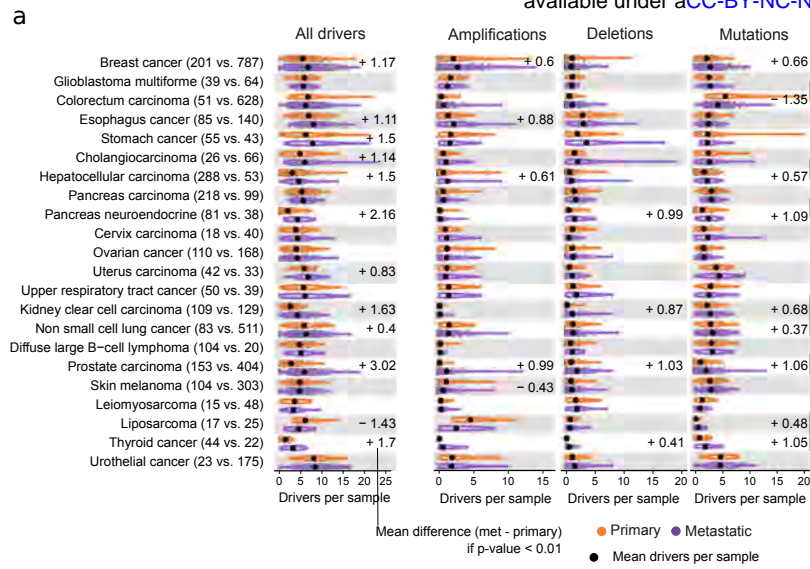 available under aCC-BY-NC-N
a
All drivers Amplifications Deletions Mutations
Breast cancer (201 vs. 787) + 1.17 + 0.6 + 0.66
Glioblastoma multiforme (39 vs. 64)
Colorectum carcinoma (51 vs. 628) − 1.35
Esophagus cancer (85 vs. 140) + 1.11 + 0.88
Stomach cancer (55 vs. 43) + 1.5
Cholangiocarcinoma (26 vs. 66) + 1.14
Hepatocellular carcinoma (288 vs. 53) + 1.5 + 0.61 + 0.57
Pancreas carcinoma (218 vs. 99)
Pancreas neuroendocrine (81 vs. 38) + 2.16 + 0.99 + 1.09
Cervix carcinoma (18 vs. 40)
Ovarian cancer (110 vs. 168)
Uterus carcinoma (42 vs. 33) + 0.83
Upper respiratory tract cancer (50 vs. 39)
Kidney clear cell carcinoma (109 vs. 129) + 1.63 + 0.87 + 0.68
Non small cell lung cancer (83 vs. 511) + 0.4 + 0.37
Diffuse large B−cell lymphoma (104 vs. 20)
Prostate carcinoma (153 vs. 404) + 3.02 + 0.99 + 1.03 + 1.06
Skin melanoma (104 vs. 303) − 0.43
Leiomyosarcoma (15 vs. 48)
Liposarcoma (17 vs. 25) − 1.43 + 0.48
Thyroid cancer (44 vs. 22) + 1.7 + 0.41 + 1.05
Urothelial cancer (23 vs. 175)
0 5 10 15 20 25 0 5 10 15 0 5 10 15 20 0 5 10 15 20
Drivers per sample Drivers per sample Drivers per sample Drivers per sample
Mean difference (met - primary)
if p-value < 0.01
Primary Metastatic
Mean drivers per sample